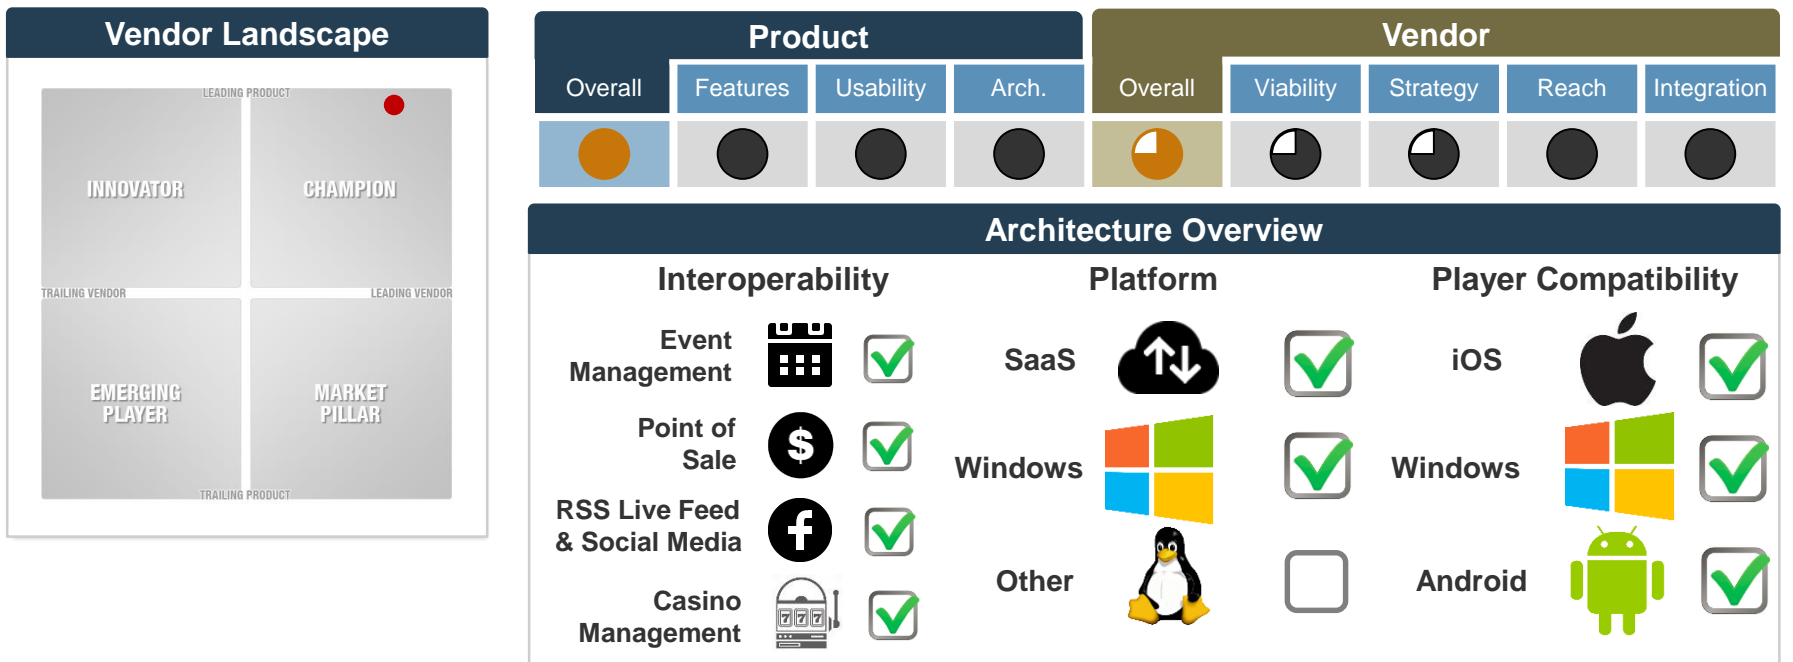 Vendor Landscape
LEADING PRODUCT
INNOVATOR
CHAMPION
TRAILING VENDOR
LEADING VENDOR
EMERGING
PLAYER
MARKET
PILLAR
TRAILING PRODUCT
Product
Vendor
Overall
Features
Usability
Arch.
Overall
Viability
Strategy
Reach
Integration
Architecture Overview
Interoperability
Event
Management
Point of
Sale
$
RSS Live Feed
& Social Media
f
Casino
Management
777
Platform
SaaS
Windows
Other
Player Compatibility
iOS
Windows
Android